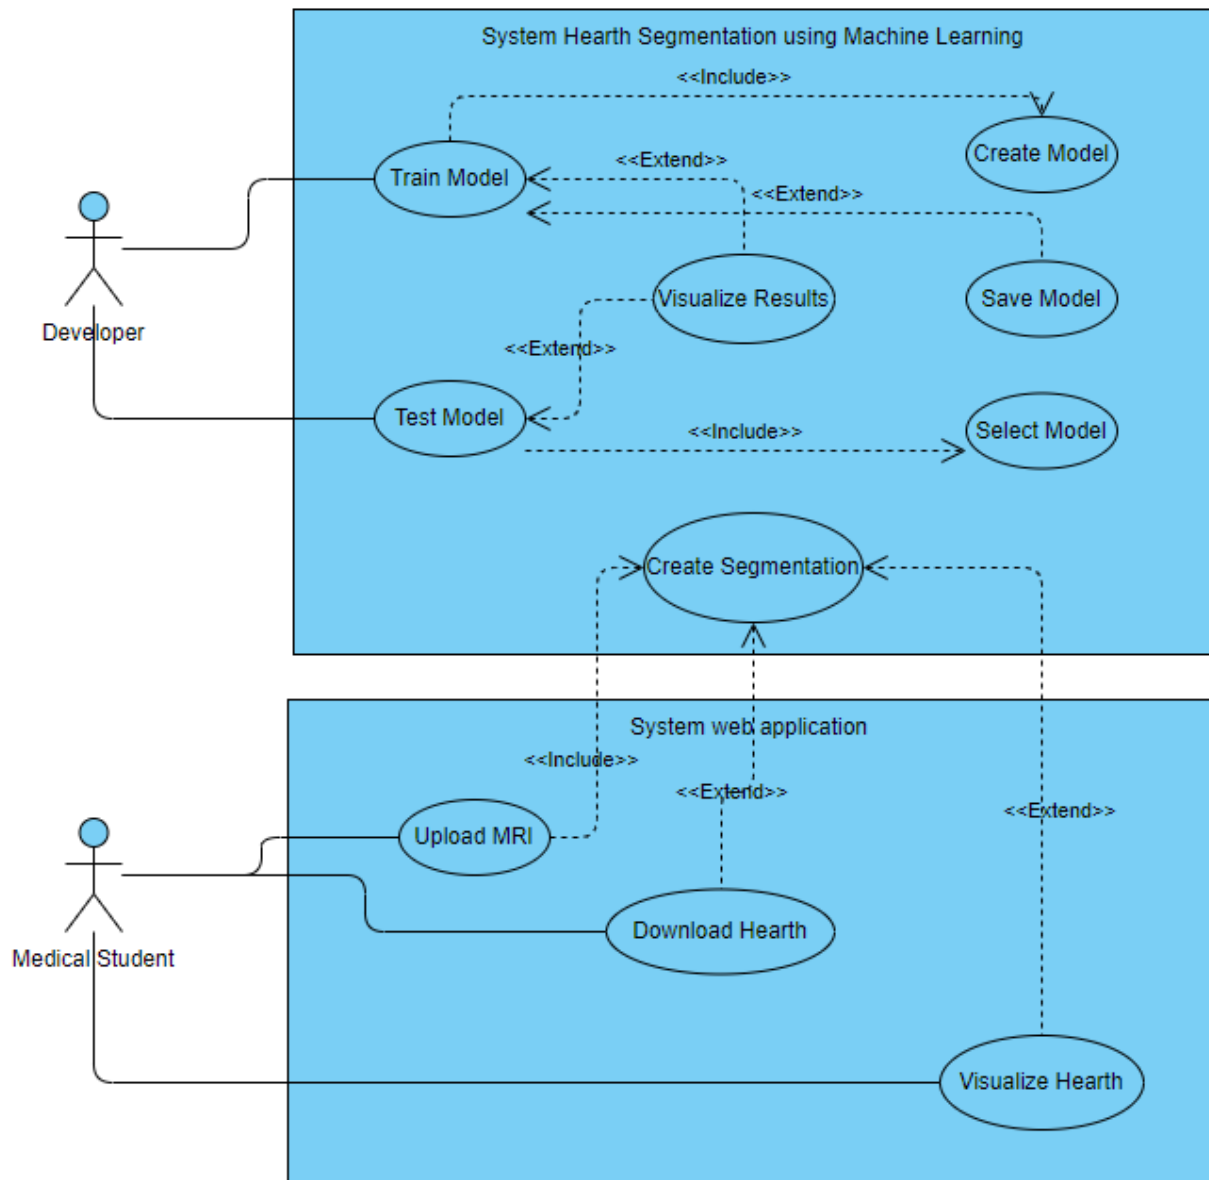 System Hearth Segmentation using Machine Learning
<<Include>>
Create Model
Train Model
<<Extend>>
<<Extend>>
Visualize Results
Save Model
Developer
<<Extend>>
Test Model
<<Include>>
Select Model
Create Segmentation
System web application
<<Include>>
<<Extend>>
<<Extend>>
Upload MRI
Download Hearth
Medical Student
Visualize Hearth